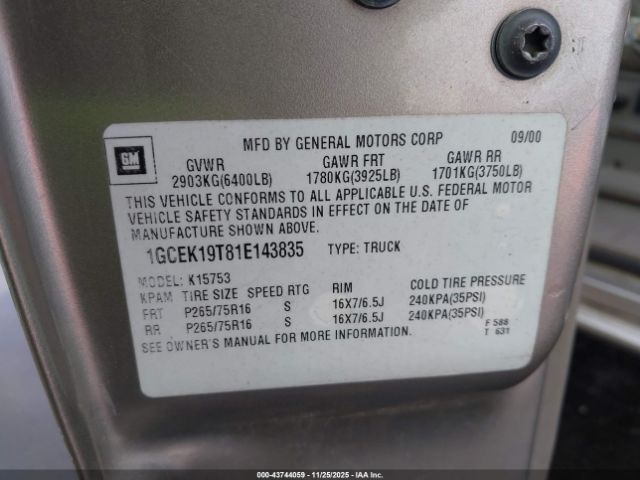 GM
MFD BY GENERAL MOTORS CORP 09/00
GVWR GAWR FRT GAWR RR
2903KG(6400LB) 1780KG(3925LB) 1701KG(3750LB)
THIS VEHICLE CONFORMS TO ALL APPLICABLE U.S. FEDERAL MOTOR
VEHICLE SAFETY STANDARDS IN EFFECT ON THE DATE OF
MANUFACTURE SHOWN ABOVE.
1GCEK19T81E143835 TYPE: TRUCK
MODEL: K15753
KPAM TIRE SIZE SPEED RTG RIM COLD TIRE PRESSURE
FRT P265/75R16 S 16X7/6.5J 240KPA(35PSI)
RR P265/75R16 S 16X7/6.5J 240KPA(35PSI)
SEE OWNER'S MANUAL FOR MORE INFORMATION.
F 588
T 631
000-43744059 — 11/25/2025 — IAAI.COM